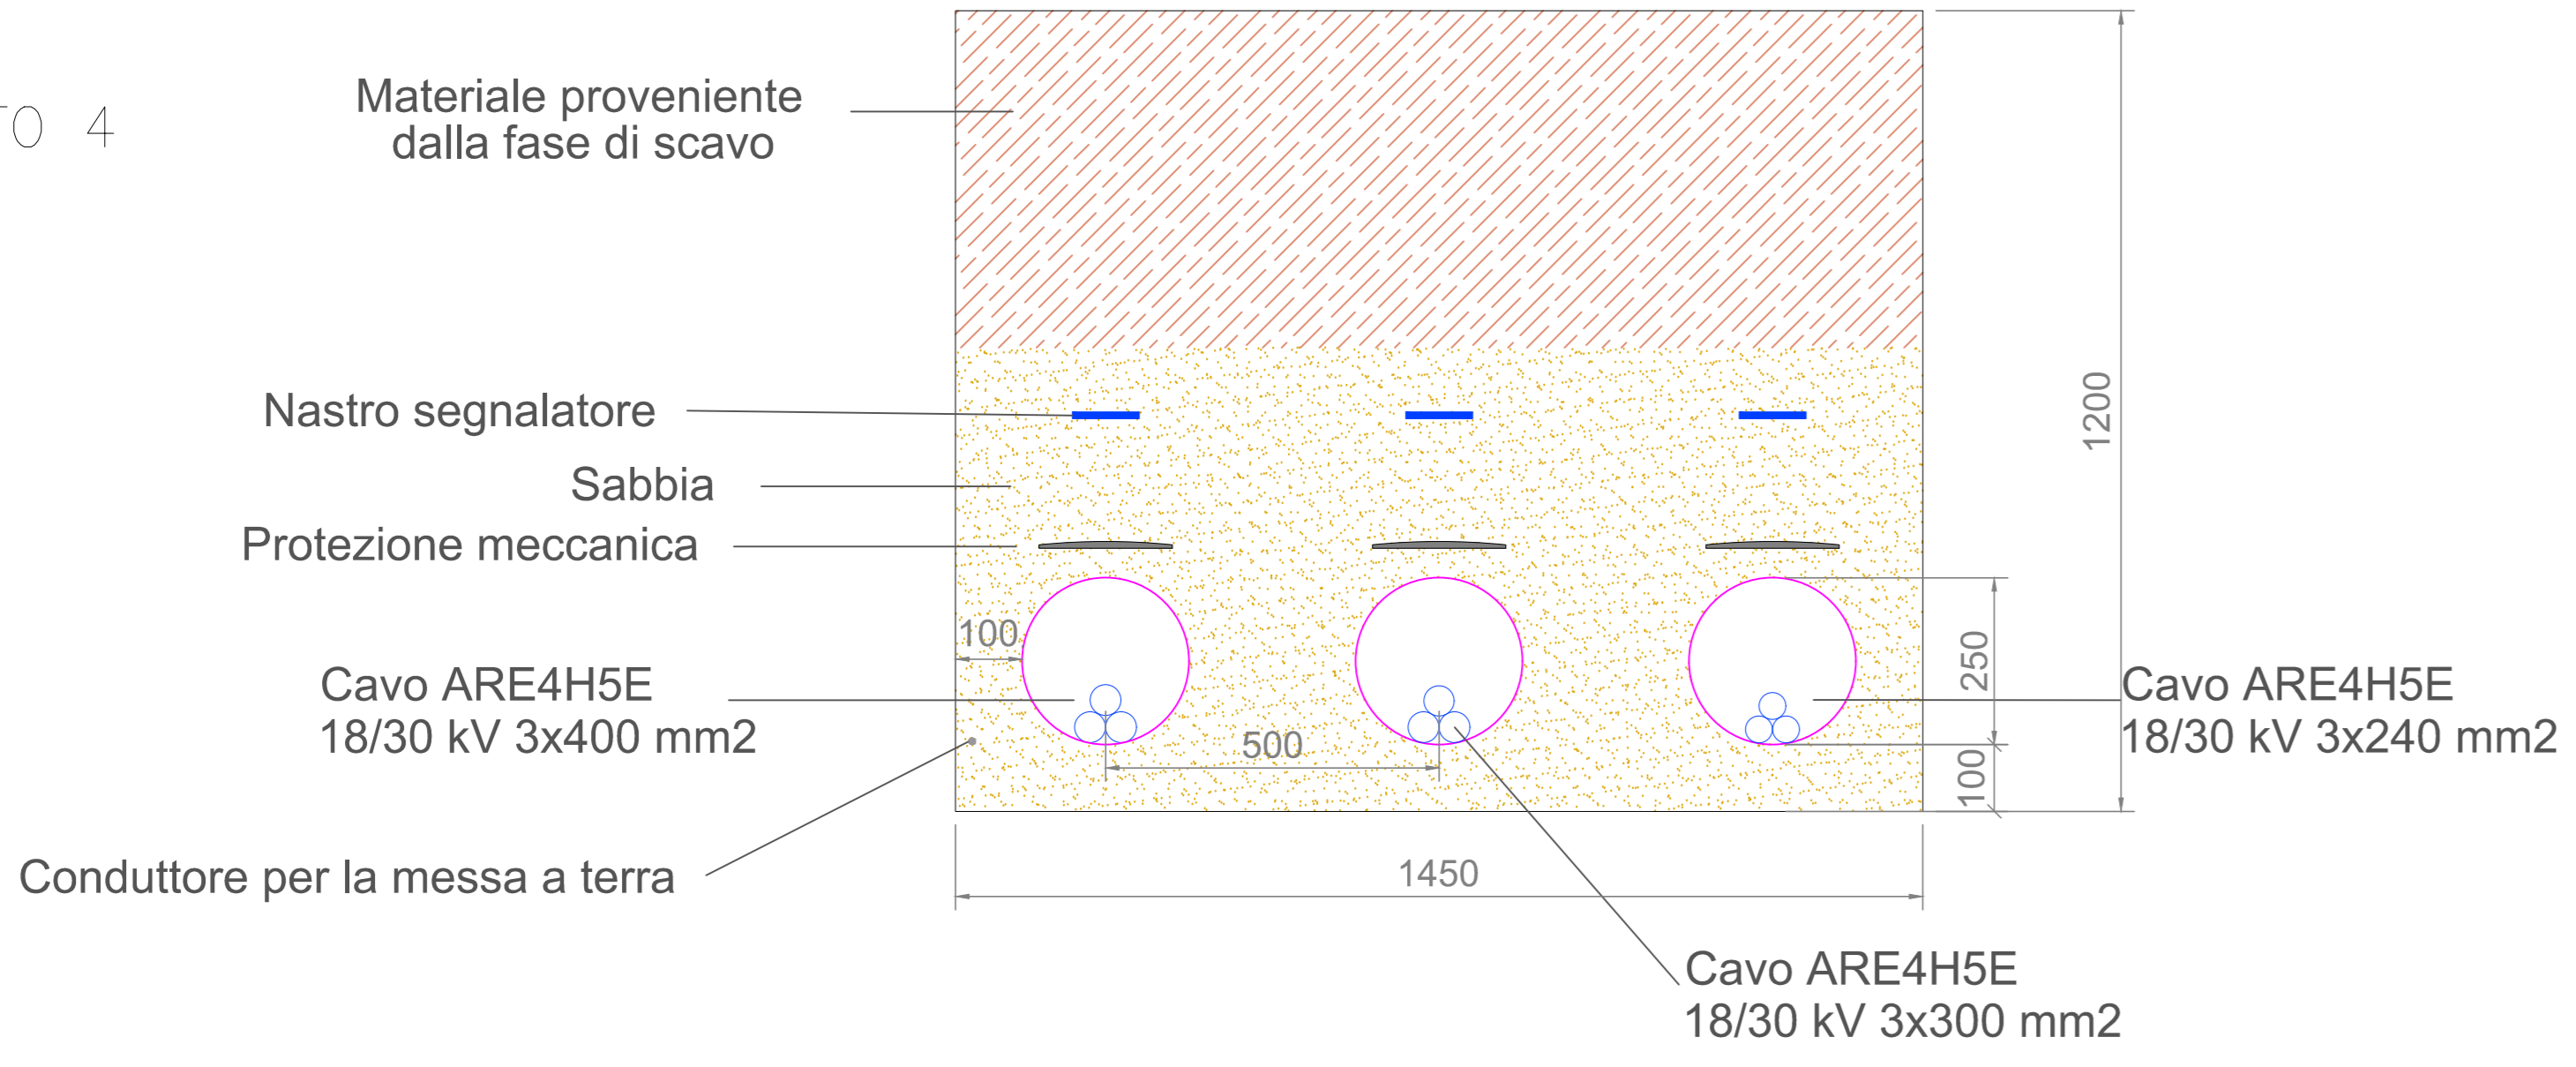 TO 4
Materiale proveniente
dalla fase di scavo
Nastro segnalatore
Sabbia
Protezione meccanica
Cavo ARE4H5E
18/30 kV 3x400 mm2
Conduttore per la messa a terra
100
500
1450
250
100
1200
Cavo ARE4H5E
18/30 kV 3x240 mm2
Cavo ARE4H5E
18/30 kV 3x300 mm2